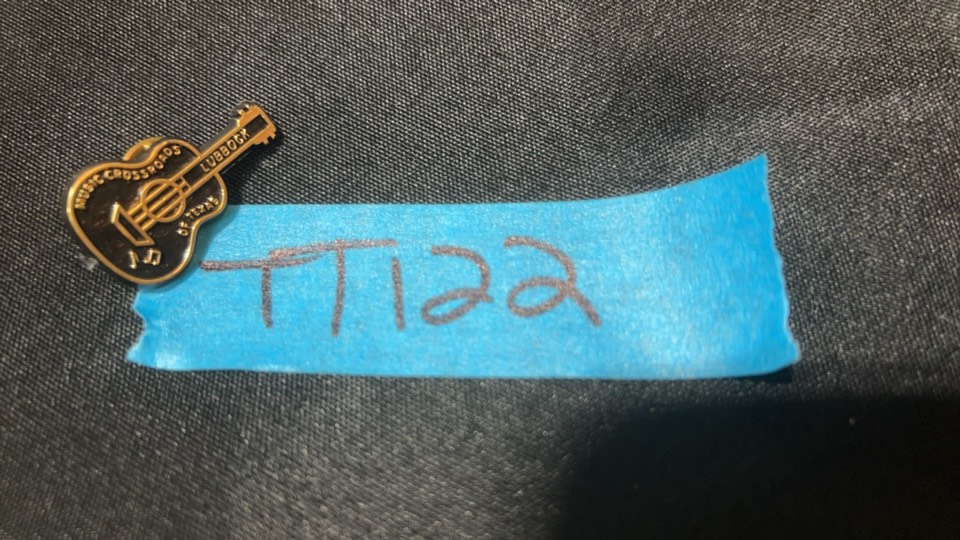 MUSIC CROSSROADS
OF TEXAS
LUBBOCK
TT122